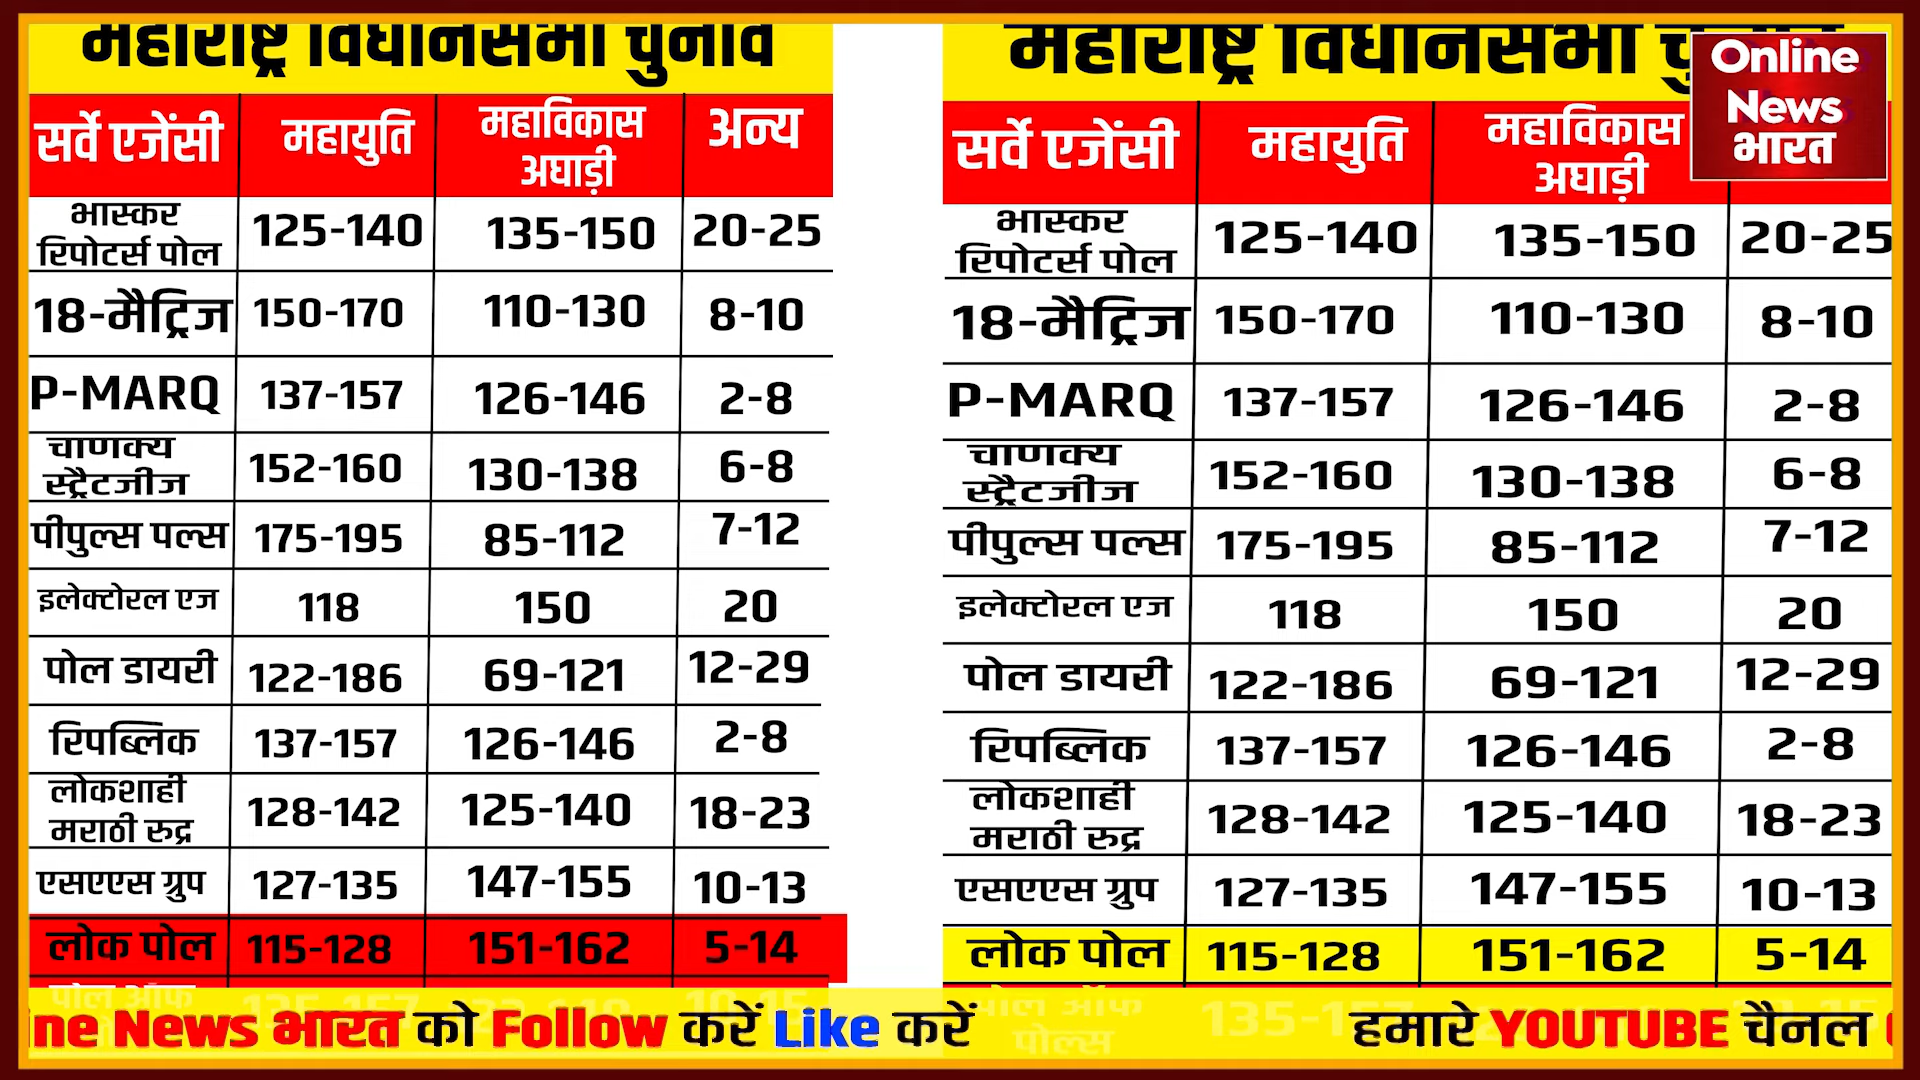 महाराष्ट्र विधानसभा चुनाव
सर्वे एजेंसी महायुति महाविकास अघाड़ी अन्य
भास्कर रिपोटर्स पोल 125-140 135-150 20-25
18-मैट्रिज 150-170 110-130 8-10
P-MARQ 137-157 126-146 2-8
चाणक्य स्ट्रैटजीज 152-160 130-138 6-8
पीपुल्स पल्स 175-195 85-112 7-12
इलेक्टोरल एज 118 150 20
पोल डायरी 122-186 69-121 12-29
रिपब्लिक 137-157 126-146 2-8
लोकशाही मराठी रुद्र 128-142 125-140 18-23
एसएएस ग्रुप 127-135 147-155 10-13
लोक पोल 115-128 151-162 5-14
महाराष्ट्र विधानसभा
Online
News
भारत
सर्वे एजेंसी महायुति महाविकास अघाड़ी
भास्कर रिपोटर्स पोल 125-140 135-150 20-25
18-मैट्रिज 150-170 110-130 8-10
P-MARQ 137-157 126-146 2-8
चाणक्य स्ट्रैटजीज 152-160 130-138 6-8
पीपुल्स पल्स 175-195 85-112 7-12
इलेक्टोरल एज 118 150 20
पोल डायरी 122-186 69-121 12-29
रिपब्लिक 137-157 126-146 2-8
लोकशाही मराठी रुद्र 128-142 125-140 18-23
एसएएस ग्रुप 127-135 147-155 10-13
लोक पोल 115-128 151-162 5-14
पोल ऑफ पोल्स
ine News भारत को Follow करें Like करें हमारे YOUTUBE चैनल